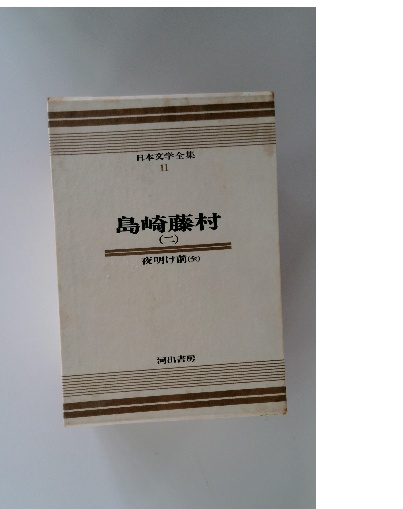 日本文学全集
11
島崎藤村
(二)
夜明け前(全)
河出書房